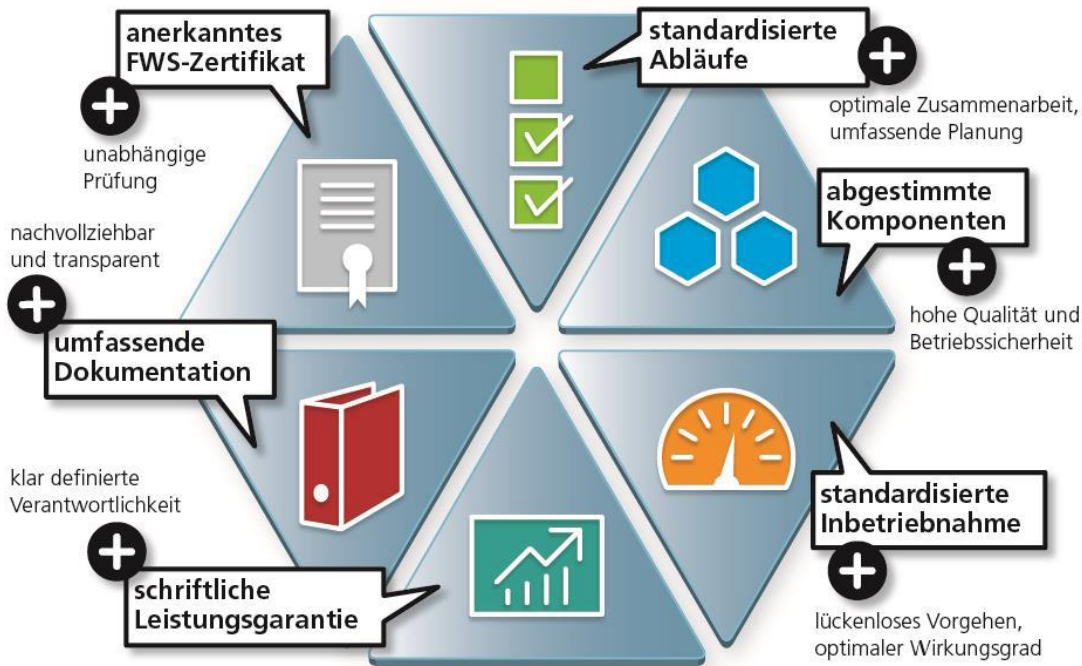 anerkanntes
FWS-Zertifikat
unabhängige
Prüfung
standardisierte
Abläufe
optimale Zusammenarbeit,
umfassende Planung
abgestimmte
Komponenten
hohe Qualität und
Betriebssicherheit
standardisierte
Inbetriebnahme
lückenloses Vorgehen,
optimaler Wirkungsgrad
schriftliche
Leistungsgarantie
klar definierte
Verantwortlichkeit
umfassende
Dokumentation
nachvollziehbar
und transparent